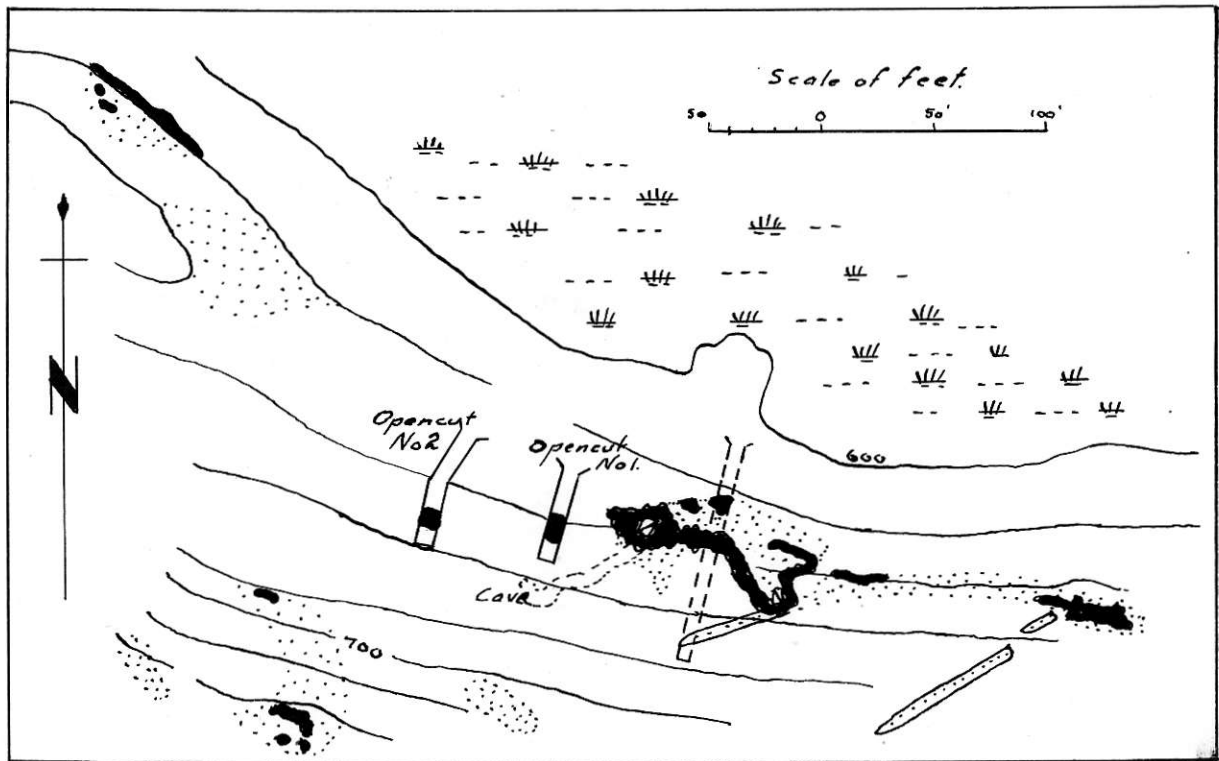 Scale of feet.
50 0 50' 100'
N
Opencut
No2
Opencut
No1.
600
Cave
700